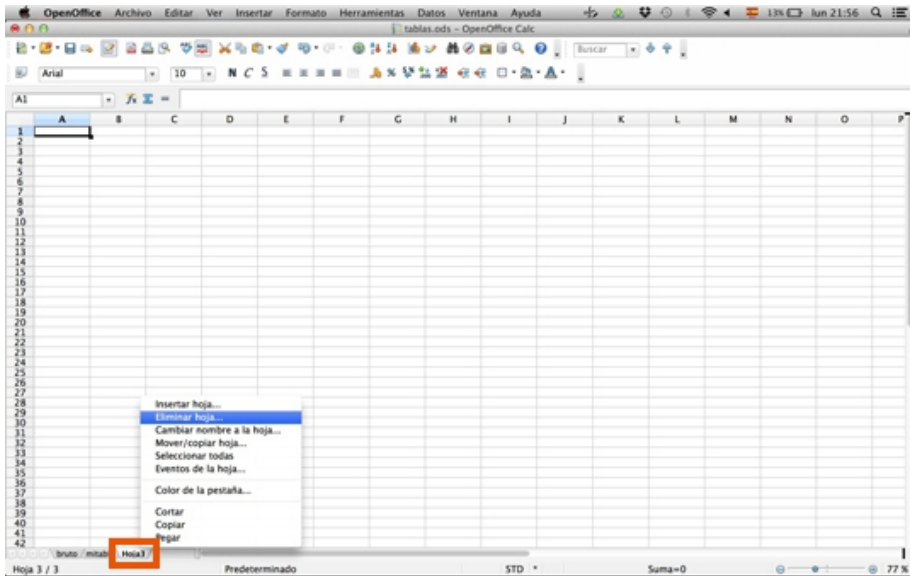 OpenOffice Archivo Editar Ver Insertar Formato Herramientas Datos Ventana Ayuda 13% lun 21:56
tablas.ods - OpenOffice Calc
Buscar
Arial 10 N C S
A1
A B C D E F G H I J K L M N O P
1
2
3
4
5
6
7
8
9
10
11
12
13
14
15
16
17
18
19
20
21
22
23
24
25
26
27
28
29
30
31
32
33
34
35
36
37
38
39
40
41
42
Insertar hoja...
Eliminar hoja...
Cambiar nombre a la hoja...
Mover/copiar hoja...
Seleccionar todas
Eventos de la hoja...
Color de la pestaña...
Cortar
Copiar
Pegar
bruto mitab Hoja3
Hoja 3 / 3 Predeterminado STD * Suma=0 77 %